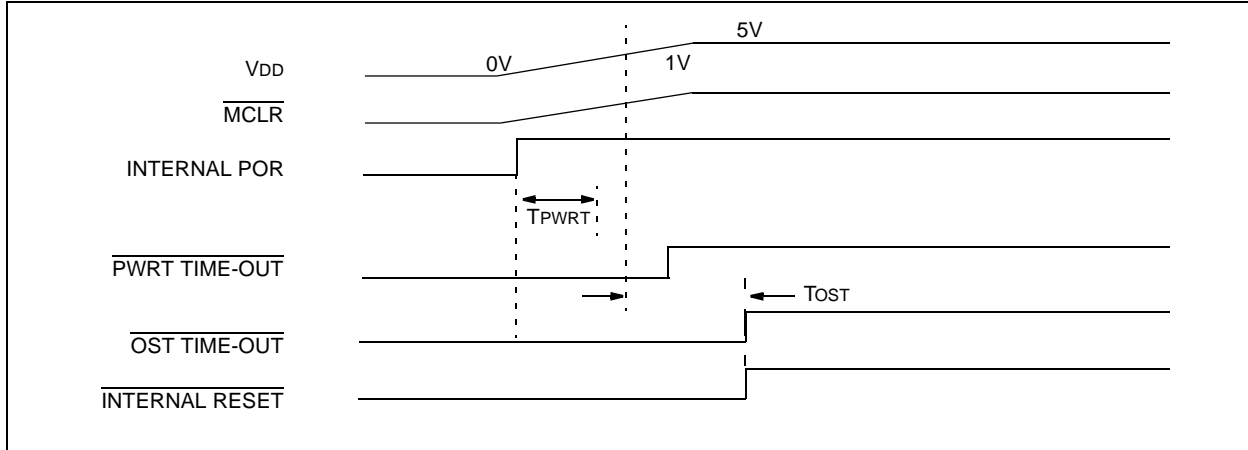 5V
0V
1V
VDD
MCLR
INTERNAL POR
TPWRT
PWRT TIME-OUT
TOST
OST TIME-OUT
INTERNAL RESET